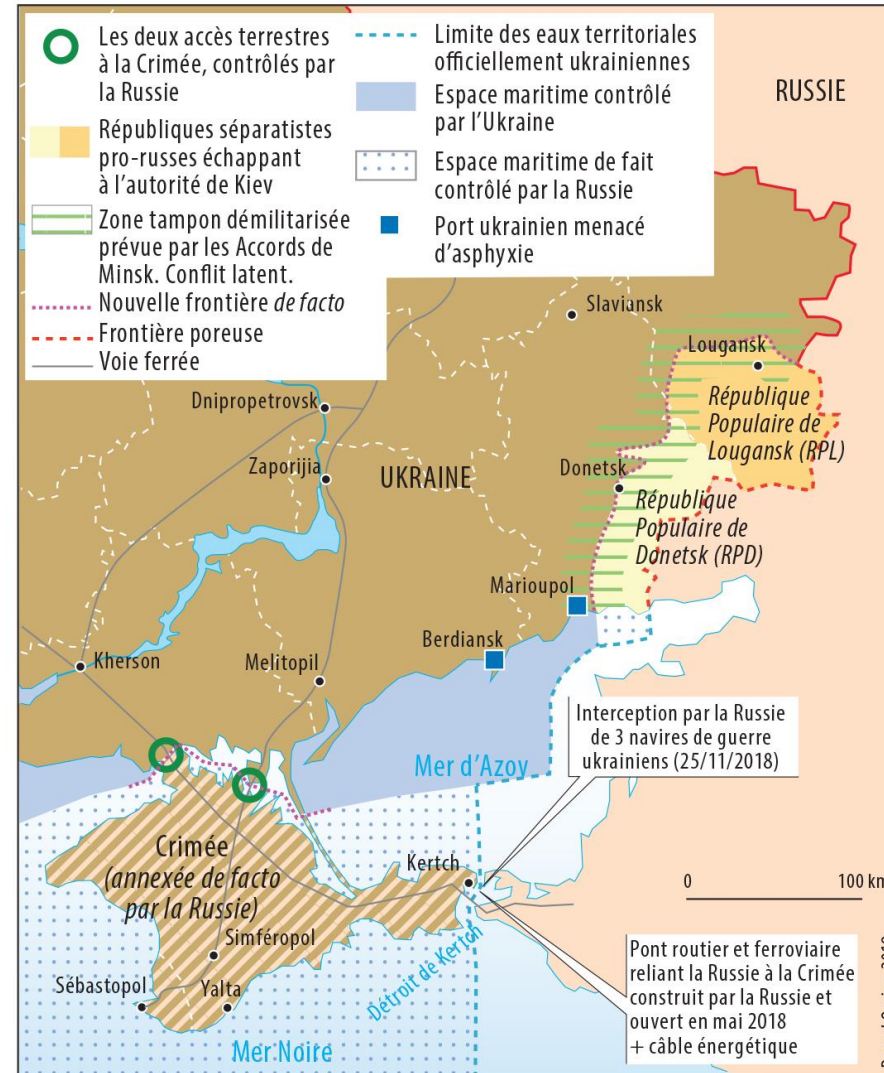 Les deux accès terrestres
à la Crimée, contrôlés par
la Russie
Républiques séparatistes
pro-russes échappant
à l’autorité de Kiev
Zone tampon démilitarisée
prévue par les Accords de
Minsk. Conflit latent.
Nouvelle frontière de facto
Frontière poreuse
Voie ferrée
Limite des eaux territoriales
officiellement ukrainiennes
Espace maritime contrôlé
par l’Ukraine
Espace maritime de fait
contrôlé par la Russie
Port ukrainien menacé
d’asphyxie
RUSSIE
Slaviansk
Lougansk
Dnipropetrovsk
République
Populaire de
Lougansk (RPL)
Zaporijia
UKRAINE
Donetsk
République
Populaire de
Donetsk (RPD)
Marioupol
Berdiansk
Kherson
Melitopil
Interception par la Russie
de 3 navires de guerre
ukrainiens (25/11/2018)
Mer d’Azov
Crimée
(annexée de facto
par la Russie)
Kertch
0 100 km
Simféropol
Sébastopol
Yalta
Détroit de Kertch
Pont routier et ferroviaire
reliant la Russie à la Crimée
construit par la Russie et
ouvert en mai 2018
+ câble énergétique
Mer Noire